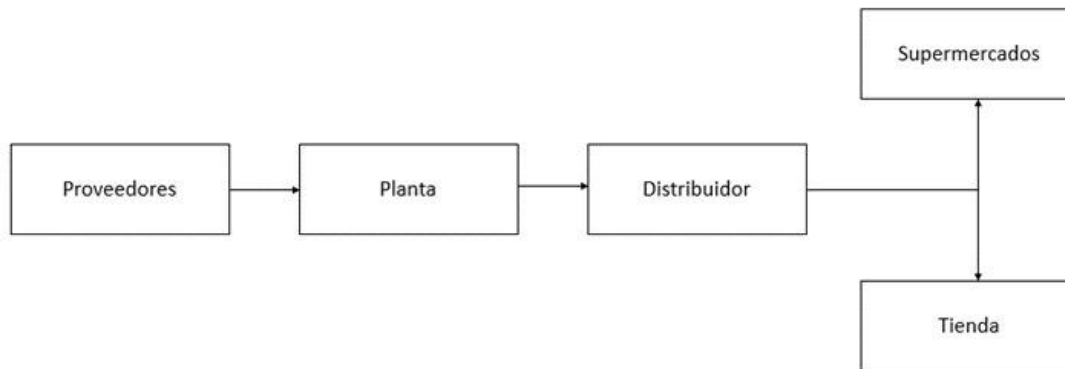 Supermercados
Proveedores
Planta
Distribuidor
Tienda